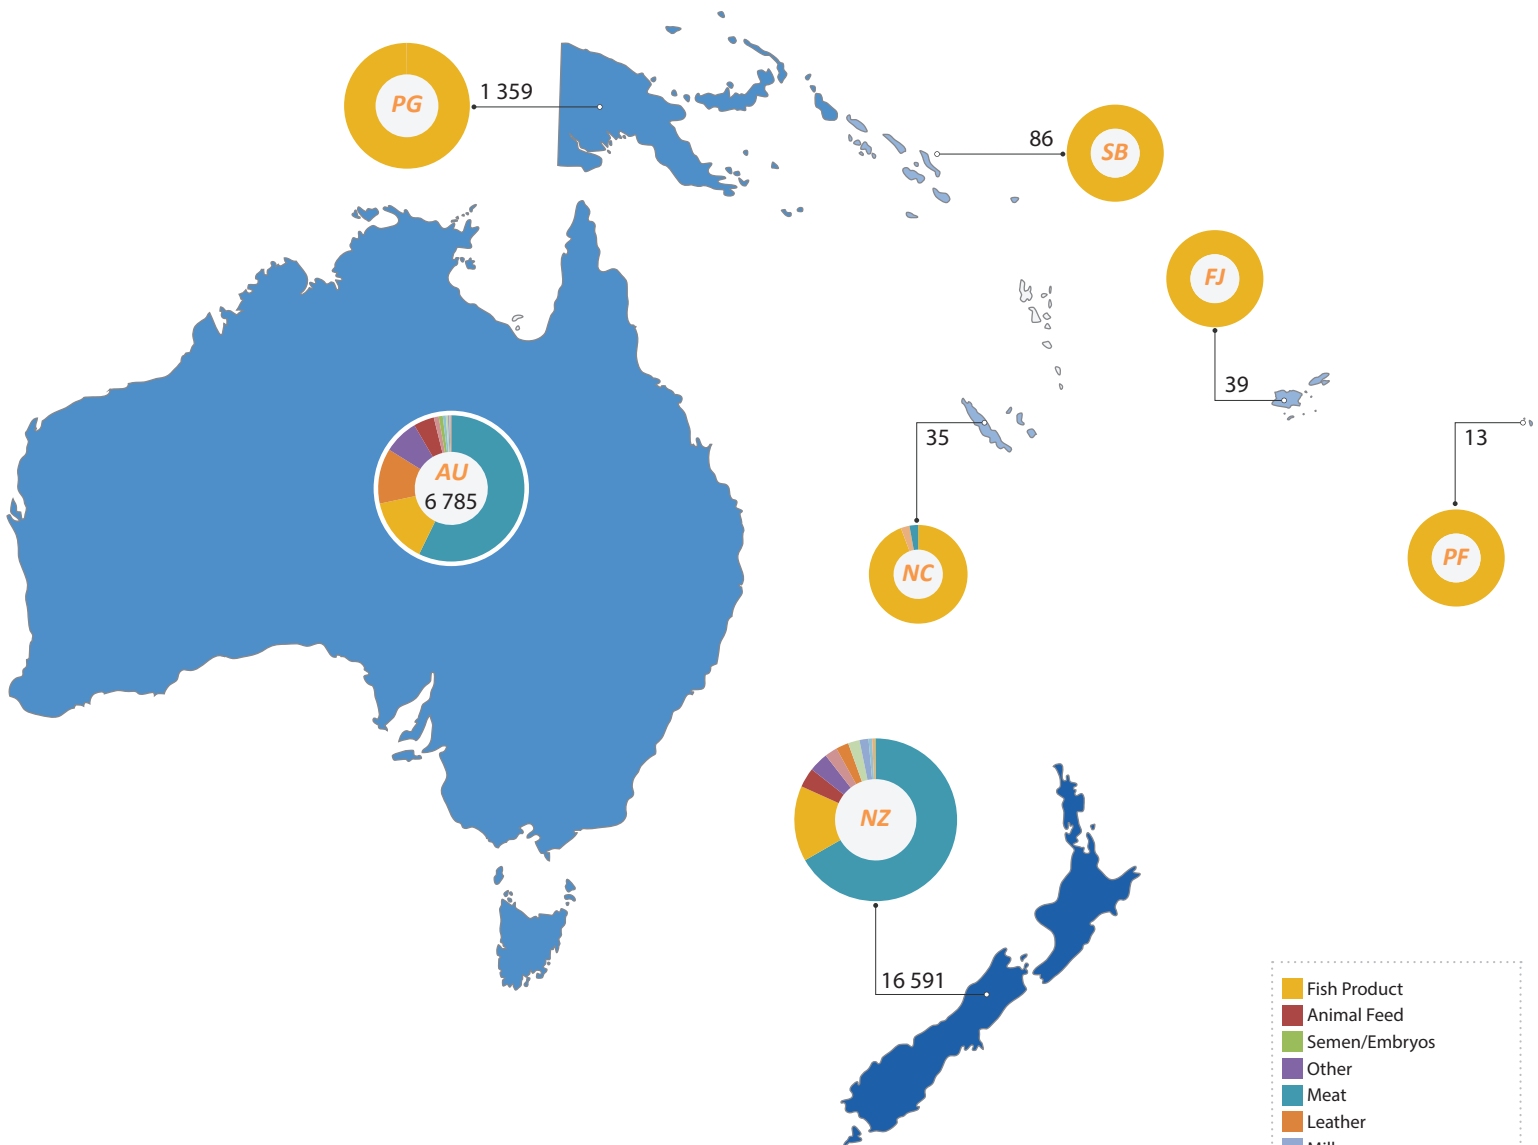 PG
1 359
86
SB
FJ
39
AU
6 785
35
13
NC
PF
NZ
16 591
Fish Product
Animal Feed
Semen/Embryos
Other
Meat
Leather